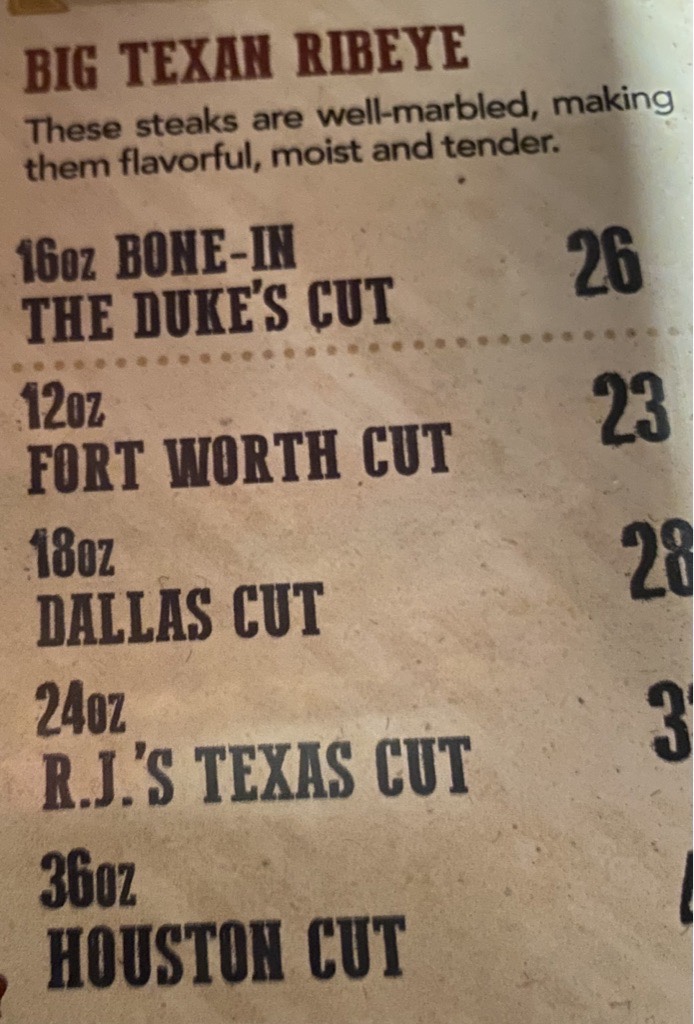 BIG TEXAN RIBEYE
These steaks are well-marbled, making
them flavorful, moist and tender.
16oz BONE-IN
THE DUKE'S CUT 26
12oz
FORT WORTH CUT 23
18oz
DALLAS CUT 28
24oz
R.J.'S TEXAS CUT
36oz
HOUSTON CUT